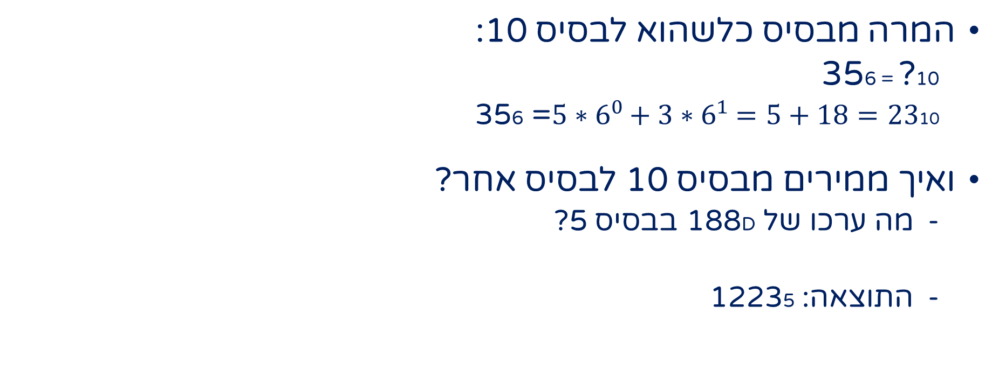 • המרה מבסיס כלשהוא לבסיס 10:
35₆ = ?₁₀
35₆ =5 ∗ 6⁰ + 3 ∗ 6¹ = 5 + 18 = 23₁₀
• ואיך ממירים מבסיס 10 לבסיס אחר?
- מה ערכו של 188D בבסיס 5?
- התוצאה: 1223₅